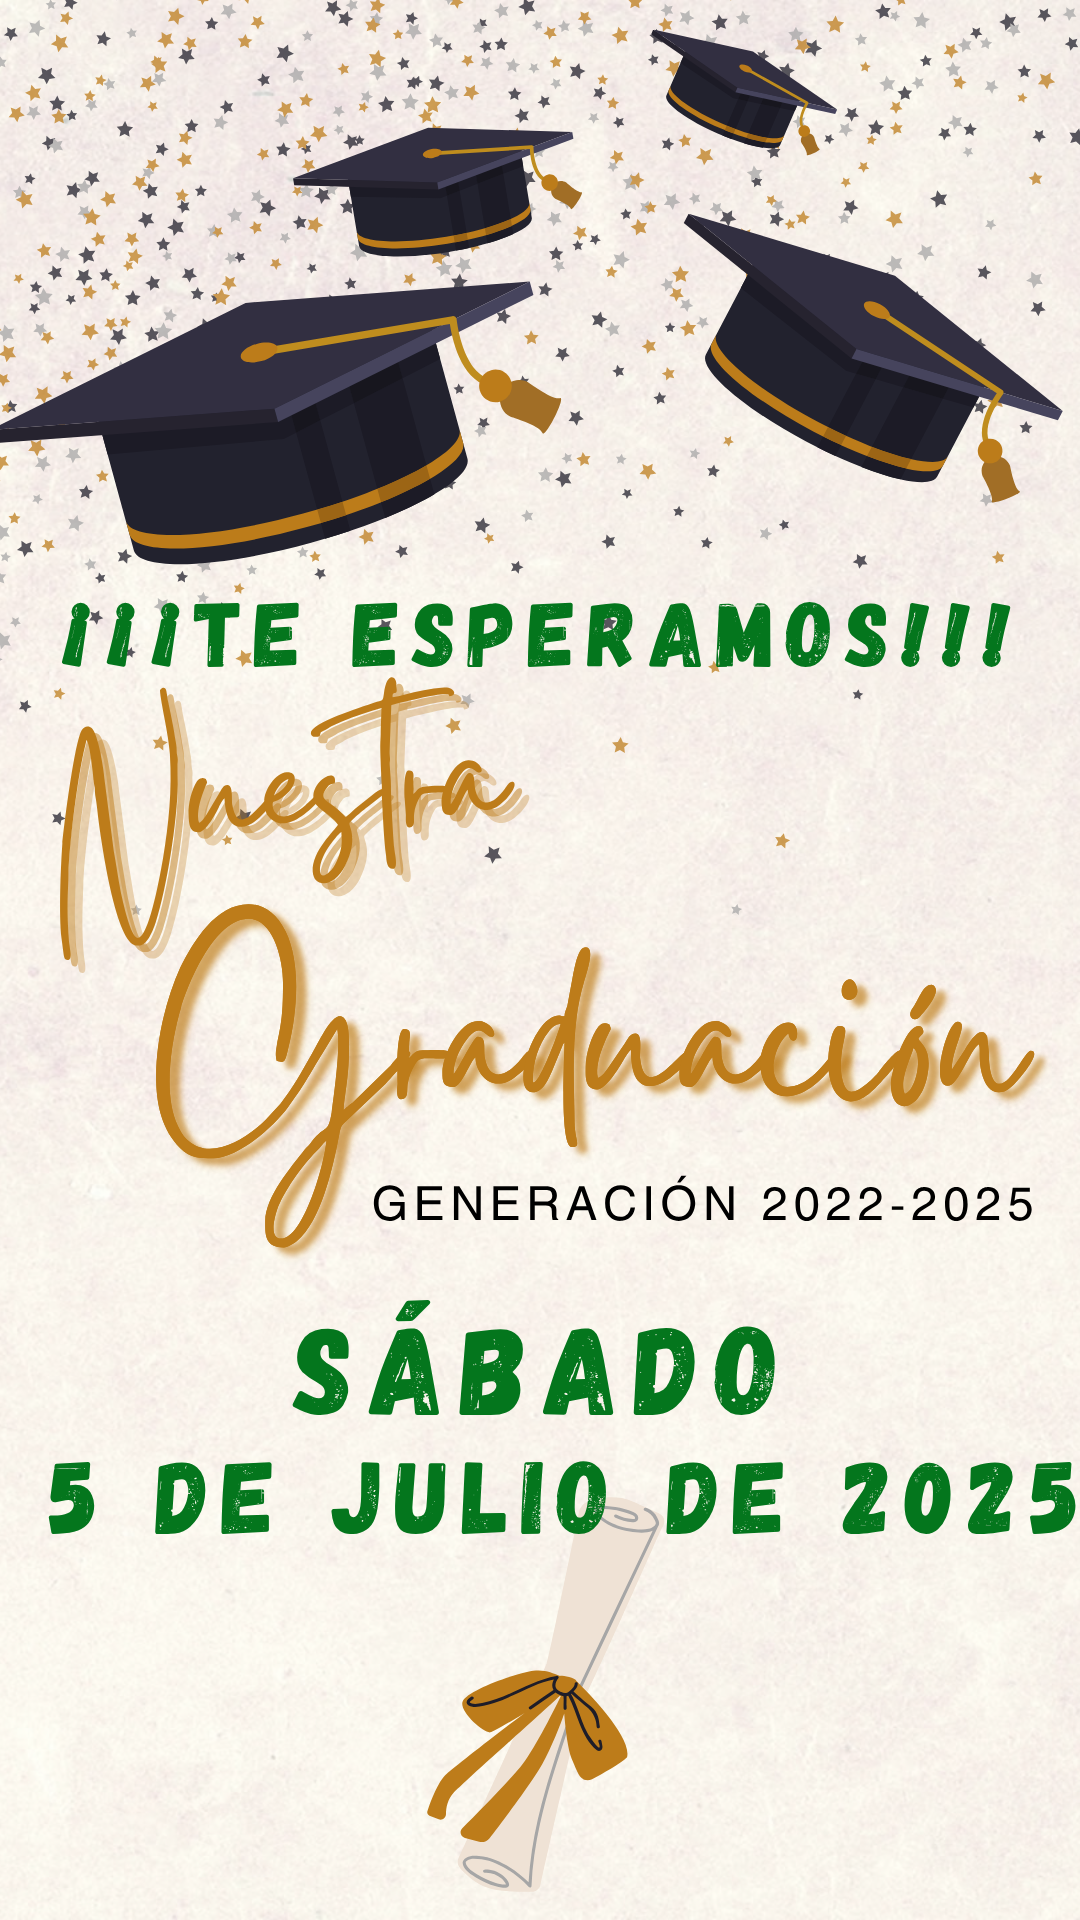 ¡¡¡TE ESPERAMOS!!!
Nuestra
Graduación
GENERACIÓN 2022-2025
SÁBADO
5 DE JULIO DE 2025